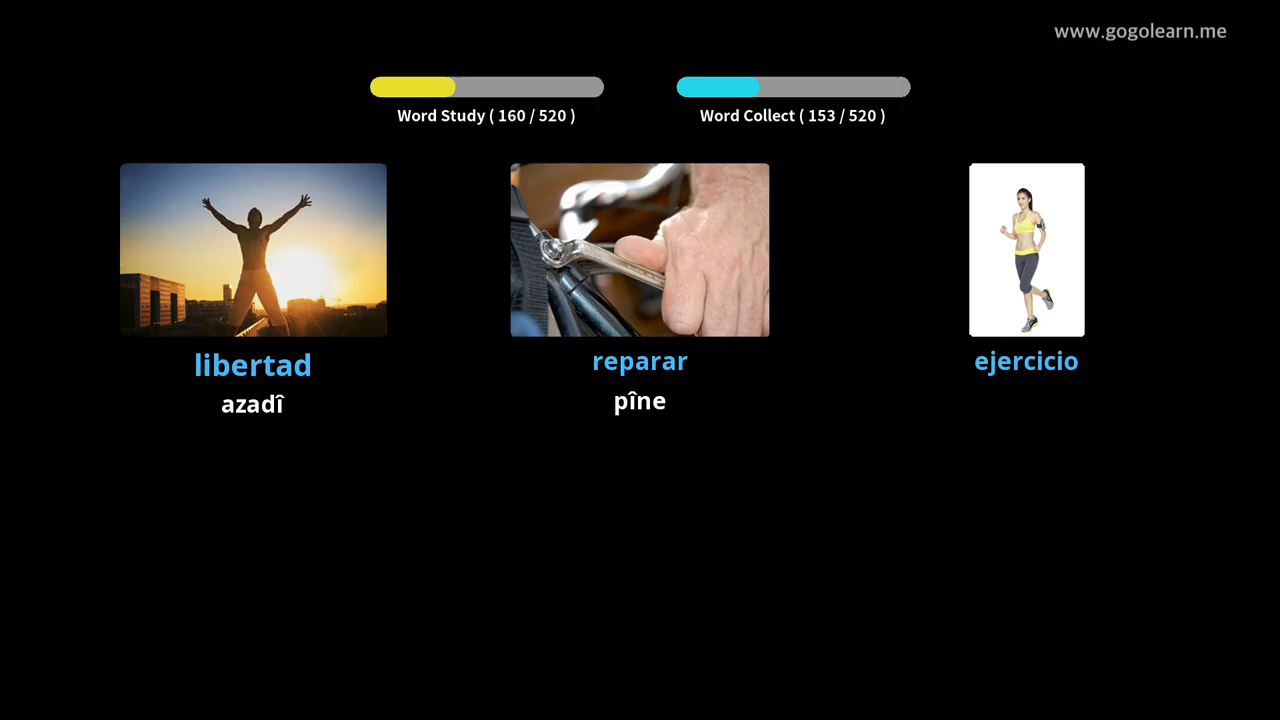 www.gogolearn.me
Word Study ( 160 / 520 )
Word Collect ( 153 / 520 )
libertad
azadî
reparar
pîne
ejercicio